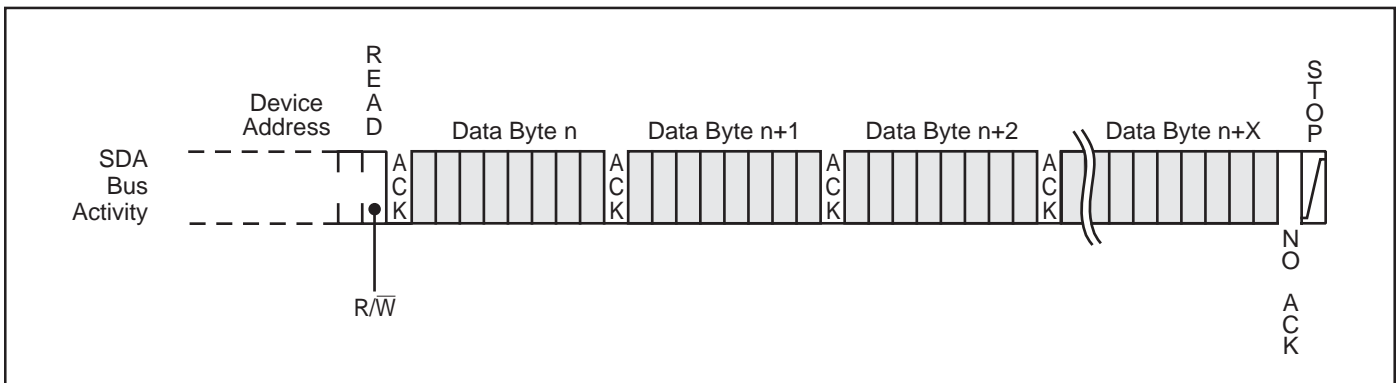 READ
STOP
Device
Address
Data Byte n
Data Byte n+1
Data Byte n+2
Data Byte n+X
SDA
Bus
Activity
ACK
ACK
ACK
ACK
NO ACK
R/W̅